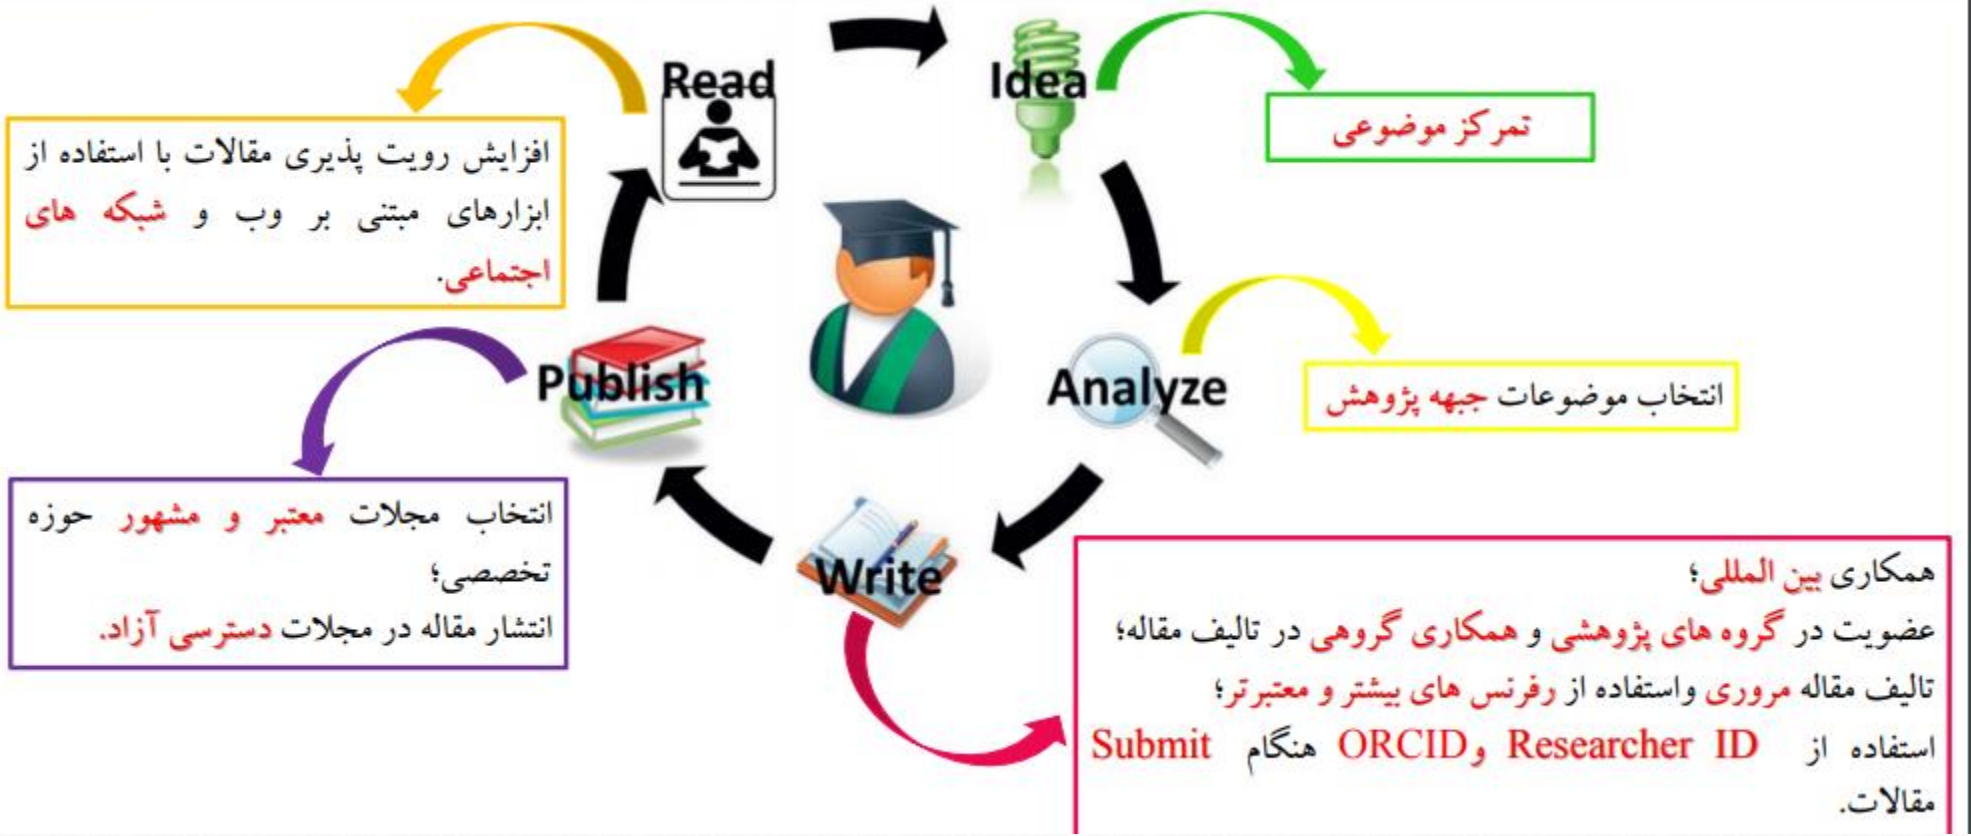 Read
Idea
تمرکز موضوعی
افزایش رویت پذیری مقالات با استفاده از
ابزارهای مبتنی بر وب و شبکه های
اجتماعی.
Publish
Analyze
انتخاب موضوعات جبهه پژوهش
انتخاب مجلات معتبر و مشهور حوزه
تخصصی؛
انتشار مقاله در مجلات دسترسی آزاد.
Write
همکاری بین المللی؛
عضویت در گروه های پژوهشی و همکاری گروهی در تالیف مقاله؛
تالیف مقاله مروری واستفاده از رفرنس های بیشتر و معتبرتر؛
استفاده از Researcher ID وORCID هنگام Submit
مقالات.